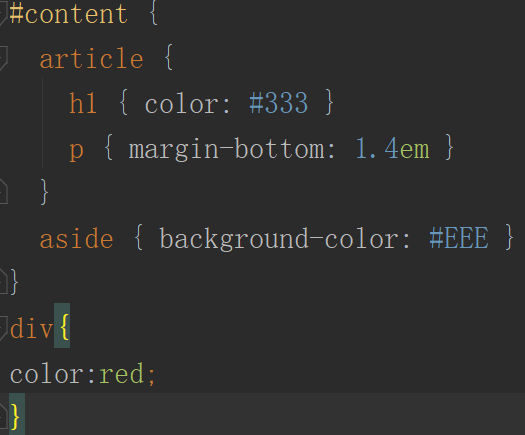 #content {
  article {
    h1 { color: #333 }
    p { margin-bottom: 1.4em }
  }
  aside { background-color: #EEE }
}
div{
color:red;
}